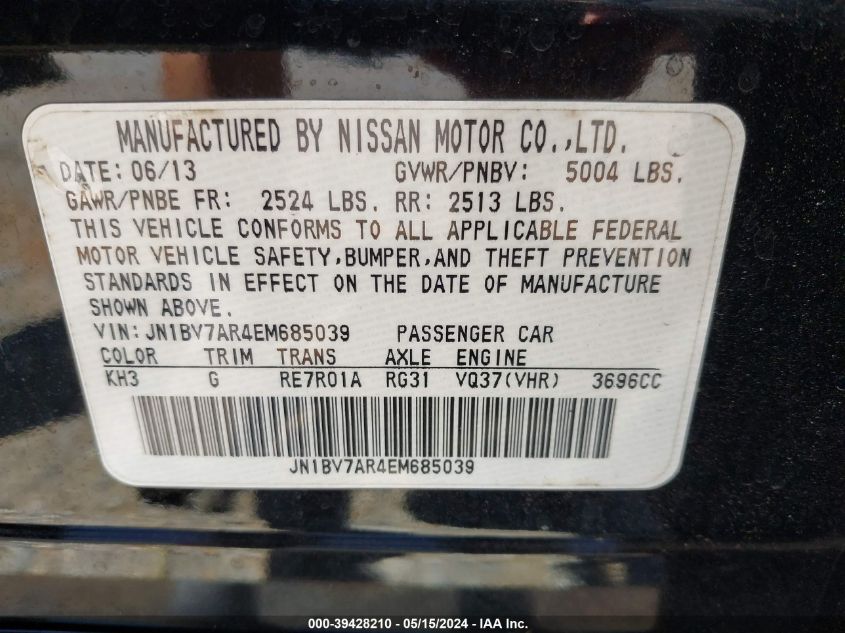 MANUFACTURED BY NISSAN MOTOR CO.,LTD.
DATE: 06/13 GVWR/PNBV: 5004 LBS.
GAWR/PNBE FR: 2524 LBS. RR: 2513 LBS.
THIS VEHICLE CONFORMS TO ALL APPLICABLE FEDERAL
MOTOR VEHICLE SAFETY,BUMPER,AND THEFT PREVENTION
STANDARDS IN EFFECT ON THE DATE OF MANUFACTURE
SHOWN ABOVE.
VIN: JN1BV7AR4EM685039 PASSENGER CAR
COLOR TRIM TRANS AXLE ENGINE
KH3 G RE7R01A RG31 VQ37(VHR) 3696CC
JN1BV7AR4EM685039
000-39428210 - 05/15/2024 - IAA Inc.